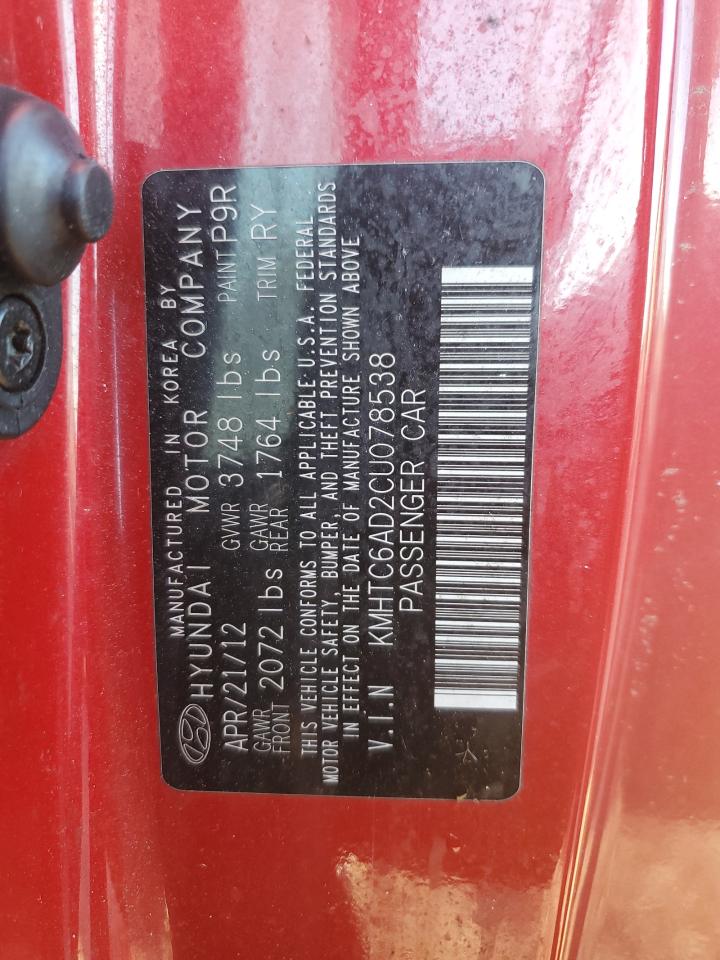 MANUFACTURED IN KOREA BY
HYUNDAI MOTOR COMPANY
APR/21/12 GVWR 3748 lbs PAINT P9R
GAWR FRONT 2072 lbs GAWR REAR 1764 lbs TRIM RY
THIS VEHICLE CONFORMS TO ALL APPLICABLE U.S.A. FEDERAL
MOTOR VEHICLE SAFETY, BUMPER, AND THEFT PREVENTION STANDARDS
IN EFFECT ON THE DATE OF MANUFACTURE SHOWN ABOVE
V.I.N KMHTC6AD2CU078538
PASSENGER CAR